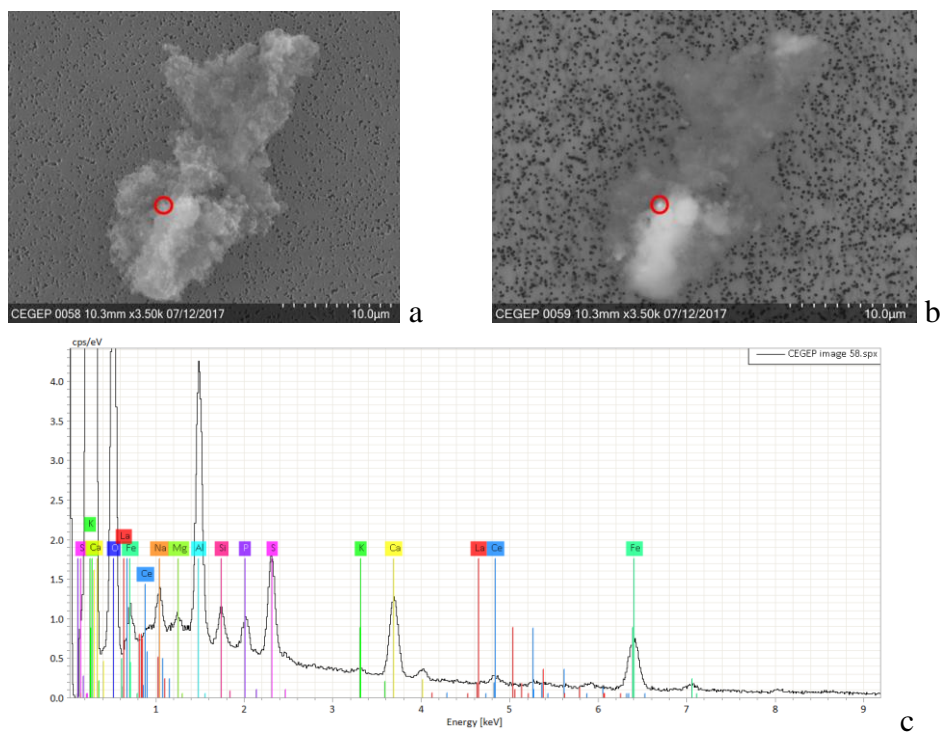 CEGEP 0058 10.3mm x3.50k 07/12/2017 10.0µm
a
CEGEP 0059 10.3mm x3.50k 07/12/2017 10.0µm
b
cps/eV
CEGEP image 58.spx
4.0
3.5
3.0
2.5
2.0
1.5
1.0
0.5
0.0
K
La
S Ca O Fe Na Mg Al Si P S K Ca La Ce Fe
Ce
1 2 3 4 5 6 7 8 9
Energy [keV]
c